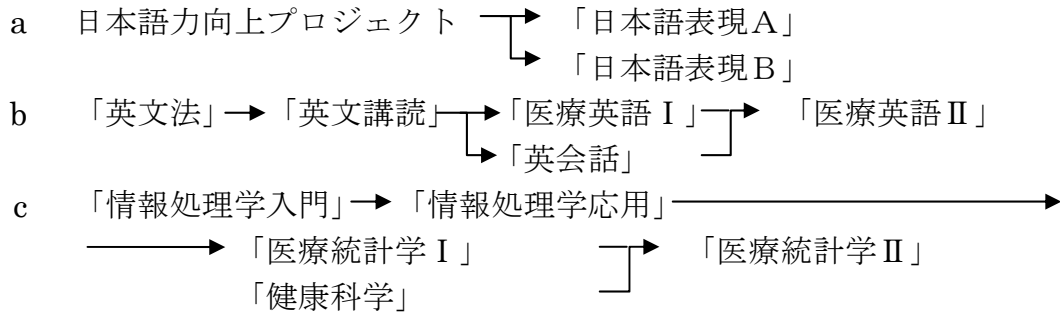 a 日本語力向上プロジェクト 「日本語表現A」
「日本語表現B」
b 「英文法」 「英文講読」 「医療英語Ⅰ」 「医療英語Ⅱ」
「英会話」
c 「情報処理学入門」 「情報処理学応用」
「医療統計学Ⅰ」 「医療統計学Ⅱ」
「健康科学」